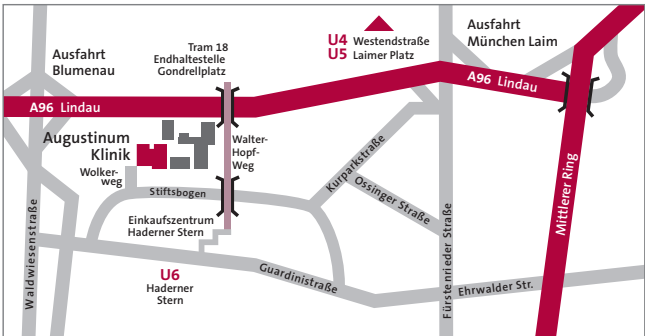 Ausfahrt
Blumenau
Tram 18
Endhaltestelle
Gondrellplatz
U4 Westendstraße
U5 Laimer Platz
Ausfahrt
München Laim
A96 Lindau
A96 Lindau
Augustinum
Klinik
Wolker-
weg
Walter-
Hopf-
Weg
Stiftsbogen
Kurparkstraße
Ossinger Straße
Einkaufszentrum
Haderner Stern
U6
Haderner
Stern
Guardinistraße
Waldwiesenstraße
Fürstenrieder Straße
Ehrwalder Str.
Mittlerer Ring